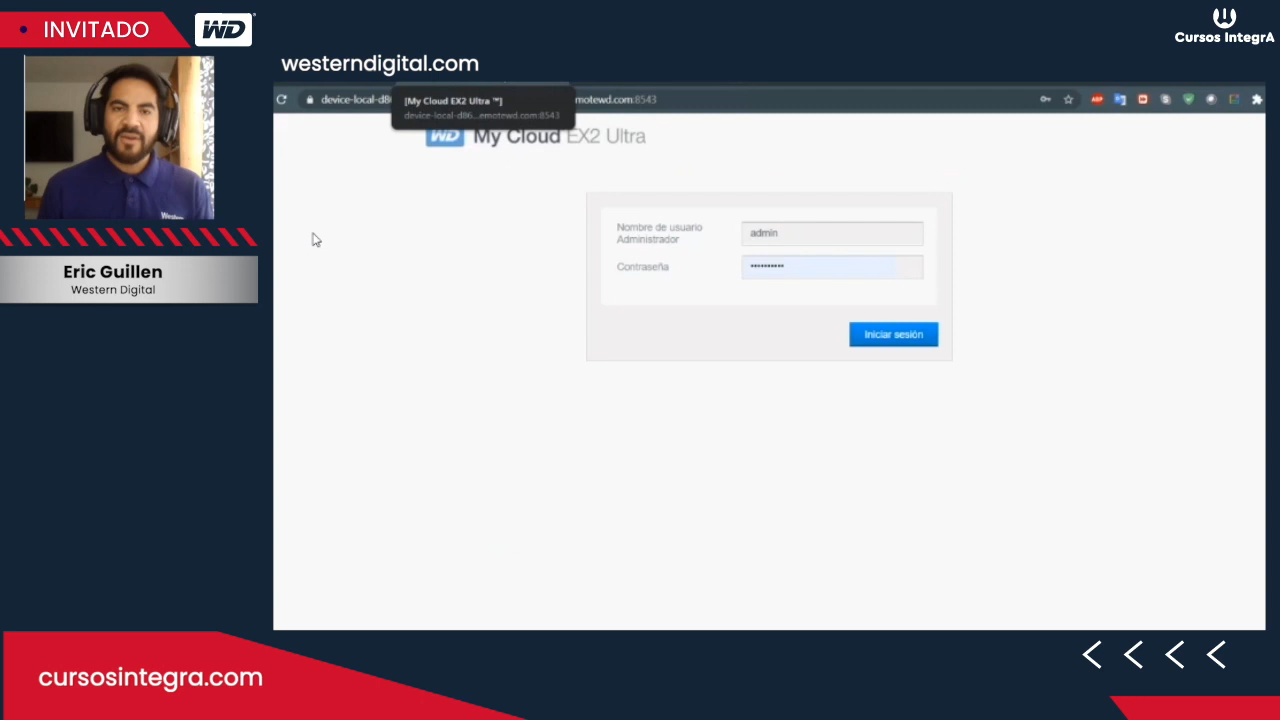 INVITADO
WD
Cursos IntegrA
westerndigital.com
device-local-d8
[My Cloud EX2 Ultra ™]
motewd.com:8543
device-local-d86...emotewd.com:8543
WD My Cloud EX2 Ultra
Nombre de usuario
Administrador
admin
Contraseña
••••••••••
Iniciar sesión
Eric Guillen
Western Digital
cursosintegra.com